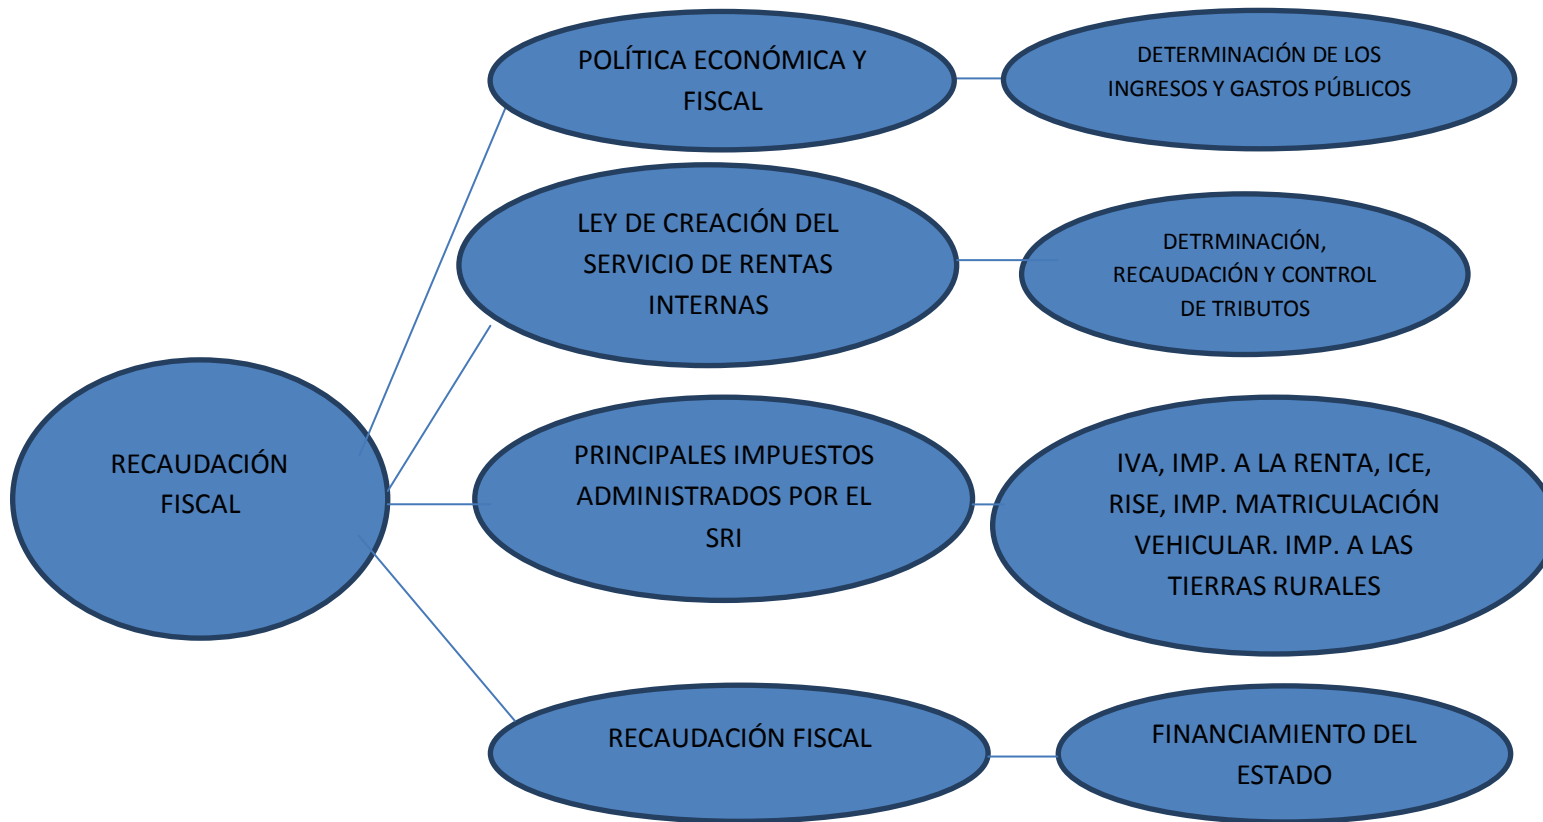 POLÍTICA ECONÓMICA Y
FISCAL
DETERMINACIÓN DE LOS
INGRESOS Y GASTOS PÚBLICOS
LEY DE CREACIÓN DEL
SERVICIO DE RENTAS
INTERNAS
DETRMINACIÓN,
RECAUDACIÓN Y CONTROL
DE TRIBUTOS
RECAUDACIÓN
FISCAL
PRINCIPALES IMPUESTOS
ADMINISTRADOS POR EL
SRI
IVA, IMP. A LA RENTA, ICE,
RISE, IMP. MATRICULACIÓN
VEHICULAR. IMP. A LAS
TIERRAS RURALES
RECAUDACIÓN FISCAL
FINANCIAMIENTO DEL
ESTADO